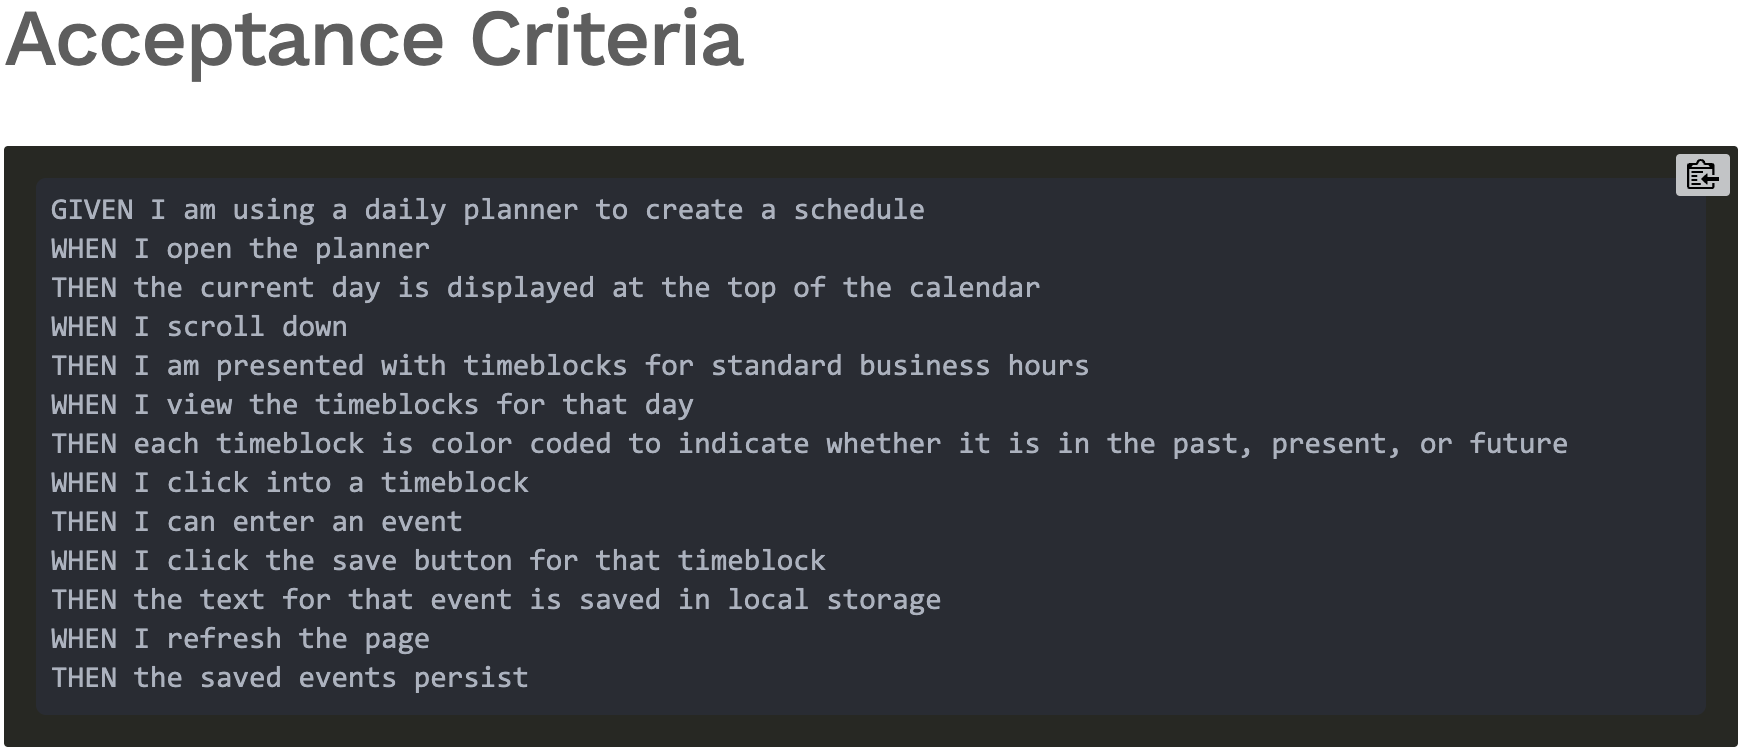 Acceptance Criteria
GIVEN I am using a daily planner to create a schedule
WHEN I open the planner
THEN the current day is displayed at the top of the calendar
WHEN I scroll down
THEN I am presented with timeblocks for standard business hours
WHEN I view the timeblocks for that day
THEN each timeblock is color coded to indicate whether it is in the past, present, or future
WHEN I click into a timeblock
THEN I can enter an event
WHEN I click the save button for that timeblock
THEN the text for that event is saved in local storage
WHEN I refresh the page
THEN the saved events persist